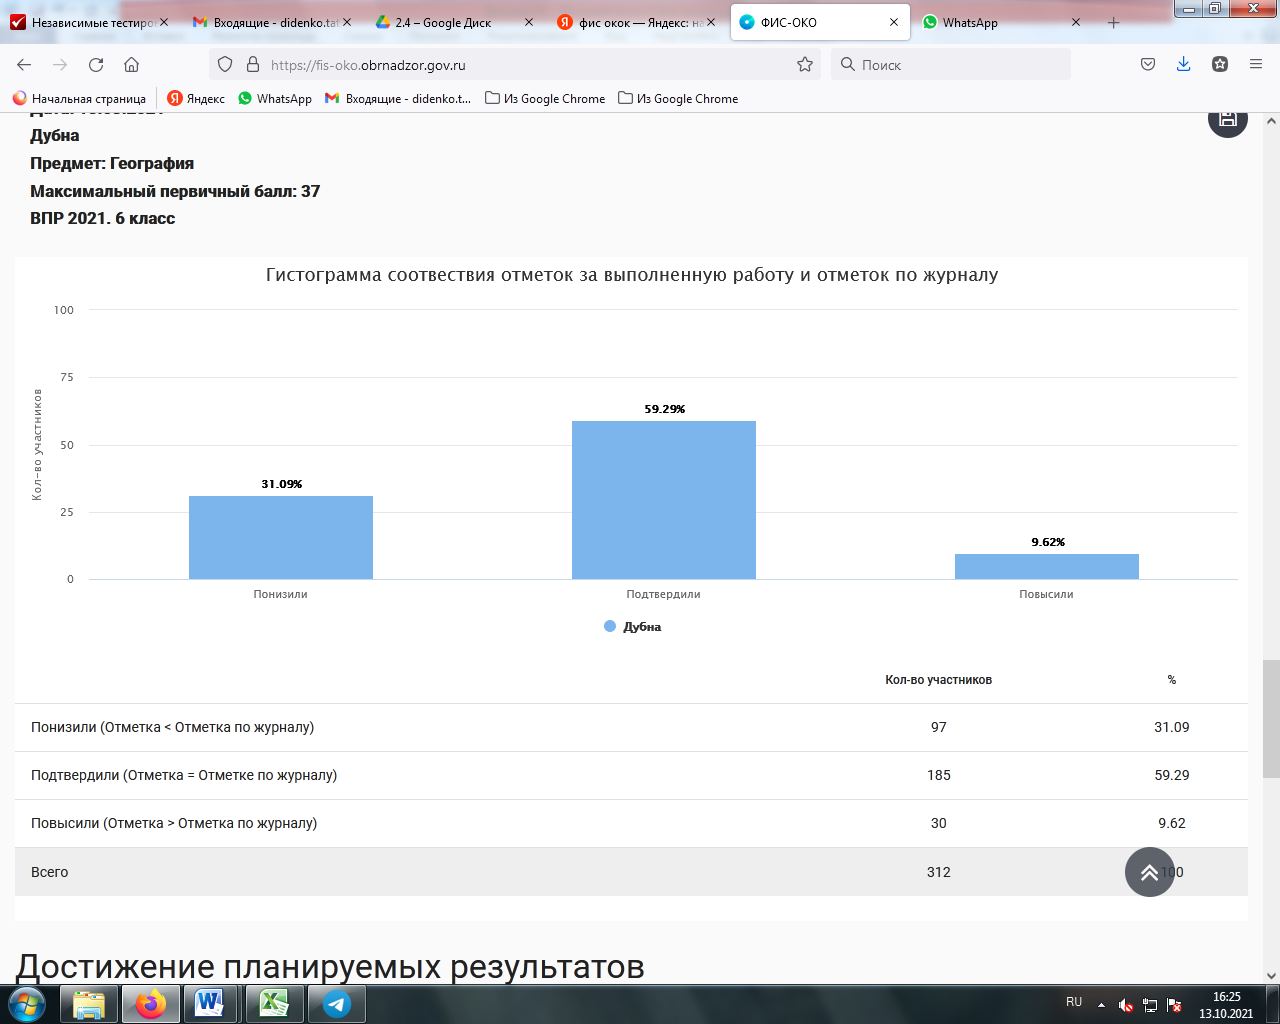 Независимые тестиро
Входящие - didenko.tat
2.4 – Google Диск
фис окок — Яндекс: на
ФИС-ОКО
WhatsApp
https://fis-oko.obrnadzor.gov.ru
Поиск
Начальная страница
Яндекс
WhatsApp
Входящие - didenko.t...
Из Google Chrome
Из Google Chrome
Дубна
Предмет: География
Максимальный первичный балл: 37
ВПР 2021. 6 класс
Гистограмма соотвествия отметок за выполненную работу и отметок по журналу
Кол-во участников
100
75
50
25
0
31.09%
59.29%
9.62%
Понизили
Подтвердили
Повысили
Дубна
Кол-во участников %
Понизили (Отметка < Отметка по журналу) 97 31.09
Подтвердили (Отметка = Отметке по журналу) 185 59.29
Повысили (Отметка > Отметка по журналу) 30 9.62
Всего 312 100
Достижение планируемых результатов
RU
16:25
13.10.2021